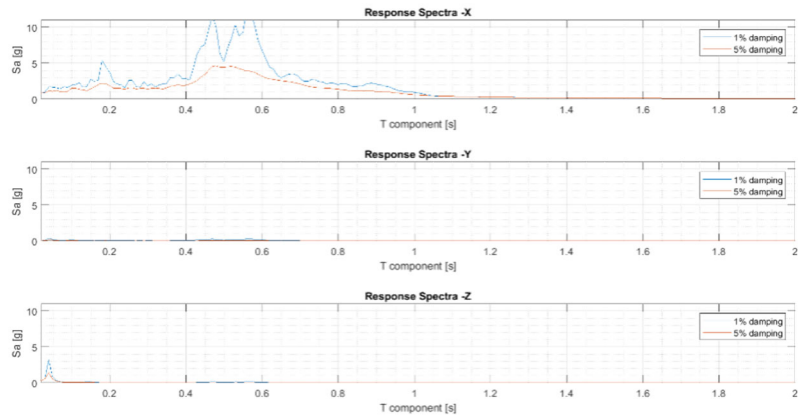 Response Spectra -X
Sa [g]
10
5
0
1% damping
5% damping
0.2 0.4 0.6 0.8 1 1.2 1.4 1.6 1.8 2
T component [s]
Response Spectra -Y
Sa [g]
10
5
0
1% damping
5% damping
0.2 0.4 0.6 0.8 1 1.2 1.4 1.6 1.8 2
T component [s]
Response Spectra -Z
Sa [g]
10
5
0
1% damping
5% damping
0.2 0.4 0.6 0.8 1 1.2 1.4 1.6 1.8 2
T component [s]